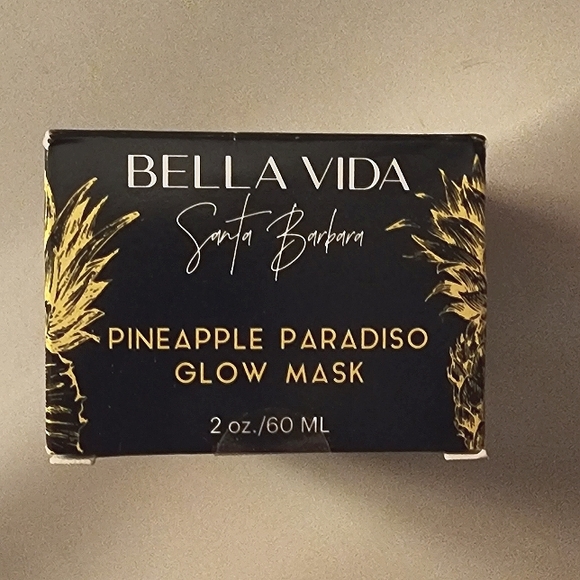 BELLA VIDA
Santa Barbara
PINEAPPLE PARADISO
GLOW MASK
2 oz./60 ML